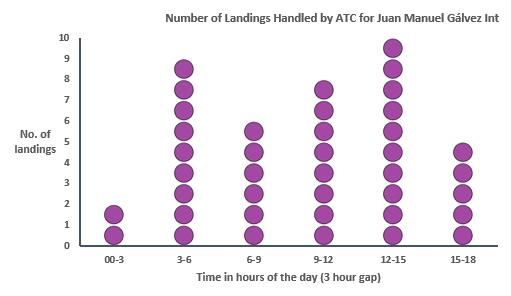 Number of Landings Handled by ATC for Juan Manuel Gálvez Int
10
9
8
7
6
5
4
3
2
1
0
No. of
landings
00-3 3-6 6-9 9-12 12-15 15-18
Time in hours of the day (3 hour gap)